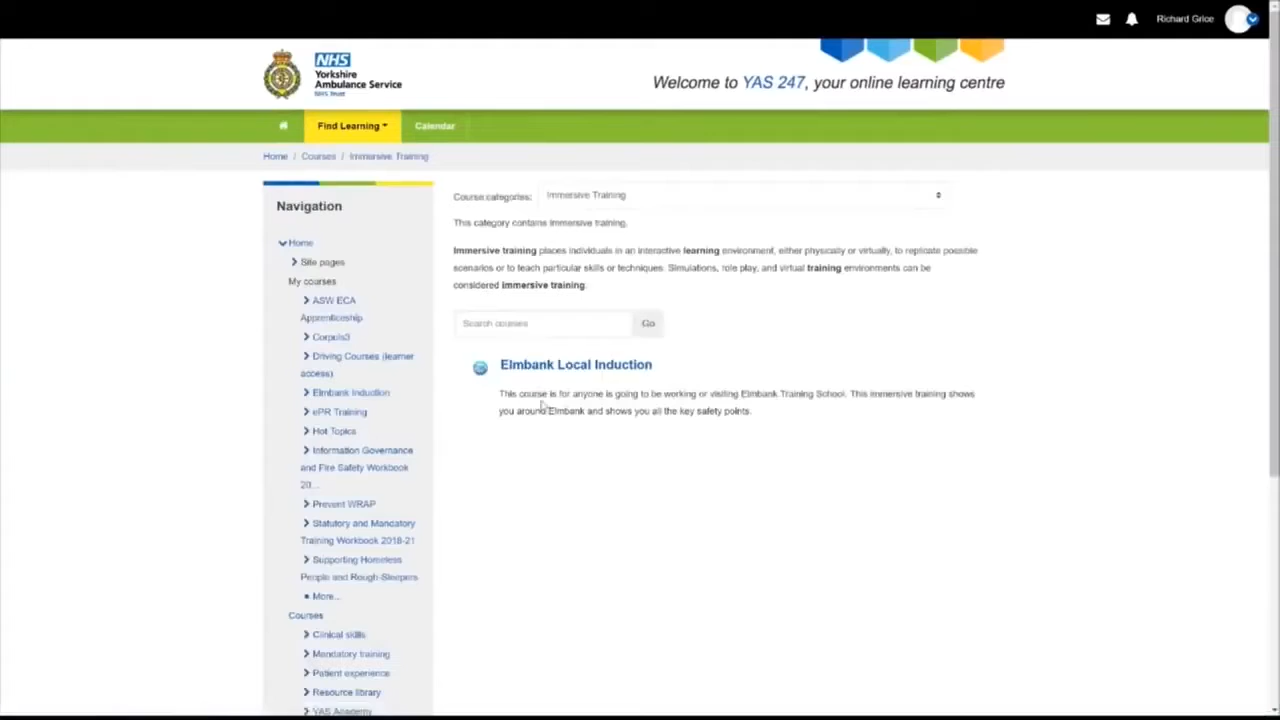 Richard Grice
NHS
Yorkshire
Ambulance Service
NHS Trust
Welcome to YAS 247, your online learning centre
Find Learning
Calendar
Home / Courses / Immersive Training
Navigation
Home
Site pages
My courses
ASW ECA
Apprenticeship
Corpuls3
Driving Courses (learner
access)
Elmbank Induction
ePR Training
Hot Topics
Information Governance
and Fire Safety Workbook
20...
Prevent WRAP
Statutory and Mandatory
Training Workbook 2018-21
Supporting Homeless
People and Rough-Sleepers
More...
Courses
Clinical skills
Mandatory training
Patient experience
Resource library
YAS Academy
Course categories: Immersive Training
This category contains immersive training.
Immersive training places individuals in an interactive learning environment, either physically or virtually, to replicate possible
scenarios or to teach particular skills or techniques. Simulations, role play, and virtual training environments can be
considered immersive training.
Search courses
Go
Elmbank Local Induction
This course is for anyone is going to be working or visiting Elmbank Training School. This immersive training shows
you around Elmbank and shows you all the key safety points.